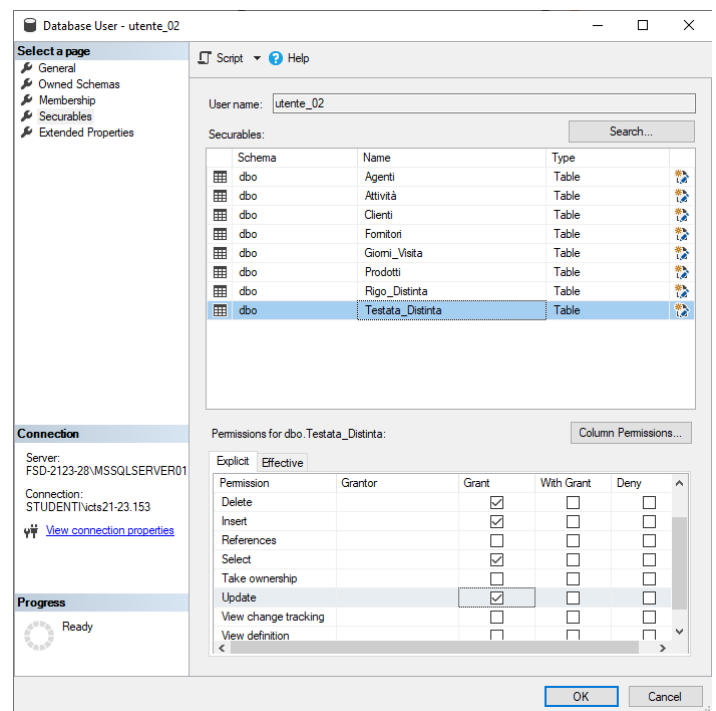 Database User - utente_02
Select a page
General
Owned Schemas
Membership
Securables
Extended Properties
Script
Help
User name: utente_02
Securables:
Search...
Schema Name Type
dbo Agenti Table
dbo Attività Table
dbo Clienti Table
dbo Fornitori Table
dbo Giorni_Visita Table
dbo Prodotti Table
dbo Rigo_Distinta Table
dbo Testata_Distinta Table
Connection
Server:
FSD-2123-28\MSSQLSERVER01
Connection:
STUDENTI\icts21-23.153
View connection properties
Progress
Ready
Permissions for dbo.Testata_Distinta:
Column Permissions...
Explicit Effective
Permission Grantor Grant With Grant Deny
Delete
Insert
References
Select
Take ownership
Update
View change tracking
View definition
OK Cancel